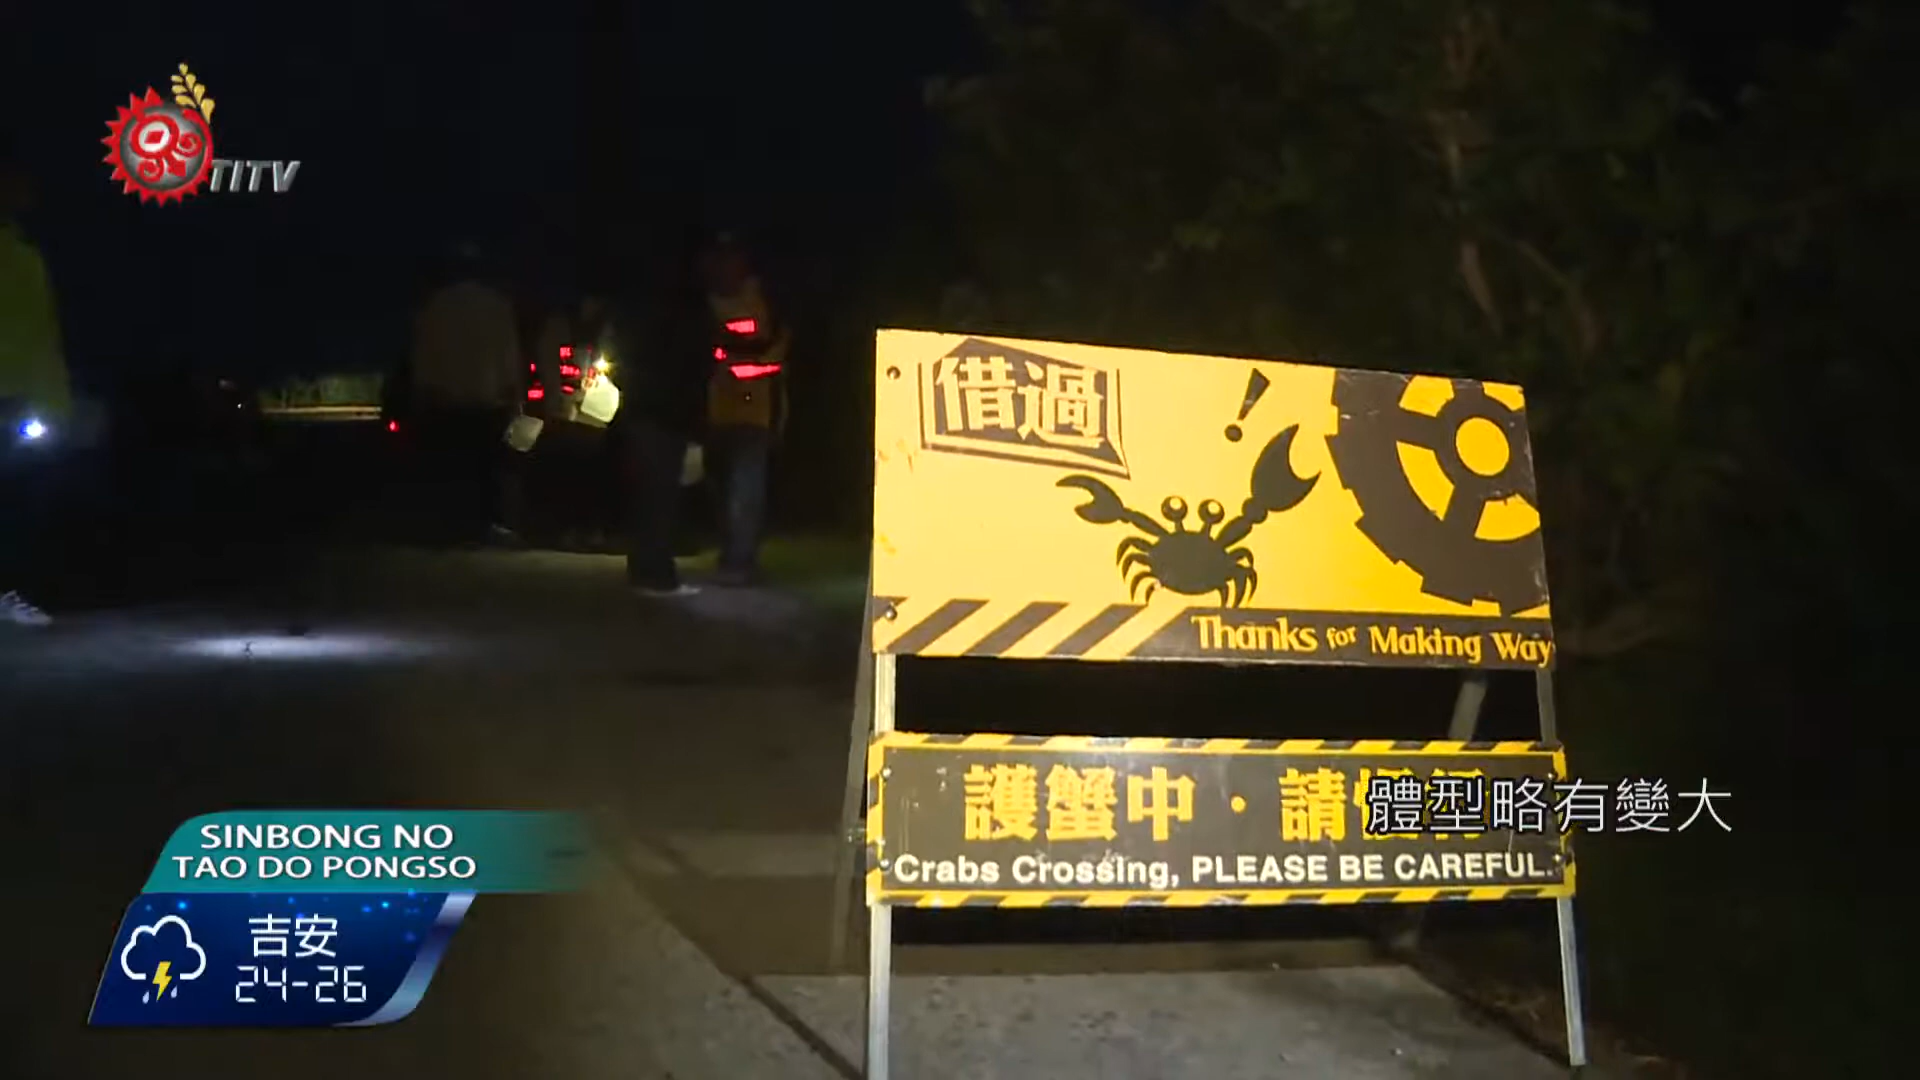 TITV
借過
!
Thanks for Making Way
護蟹中・請
體型略有變大
Crabs Crossing, PLEASE BE CAREFUL.
SINBONG NO
TAO DO PONGSO
吉安
24-26